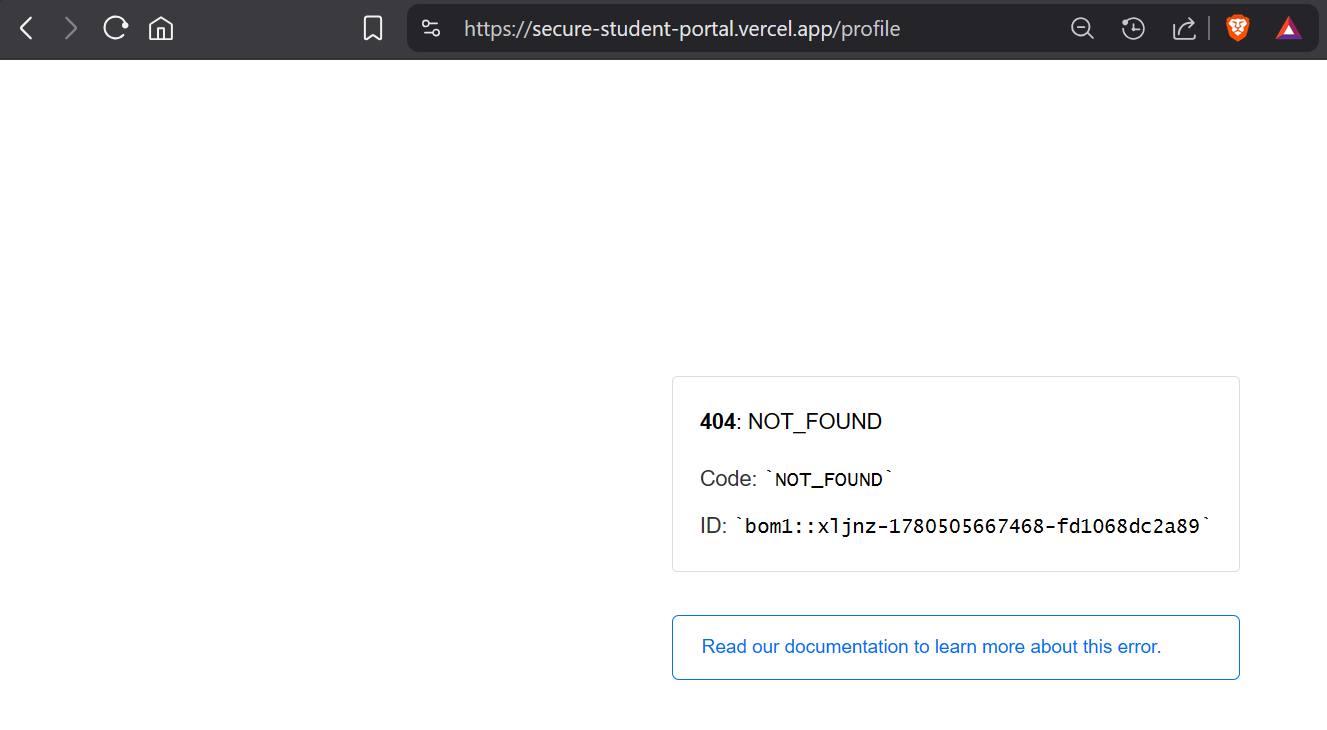 https://secure-student-portal.vercel.app/profile
404: NOT_FOUND
Code: `NOT_FOUND`
ID: `bom1::xljnz-1780505667468-fd1068dc2a89`
Read our documentation to learn more about this error.